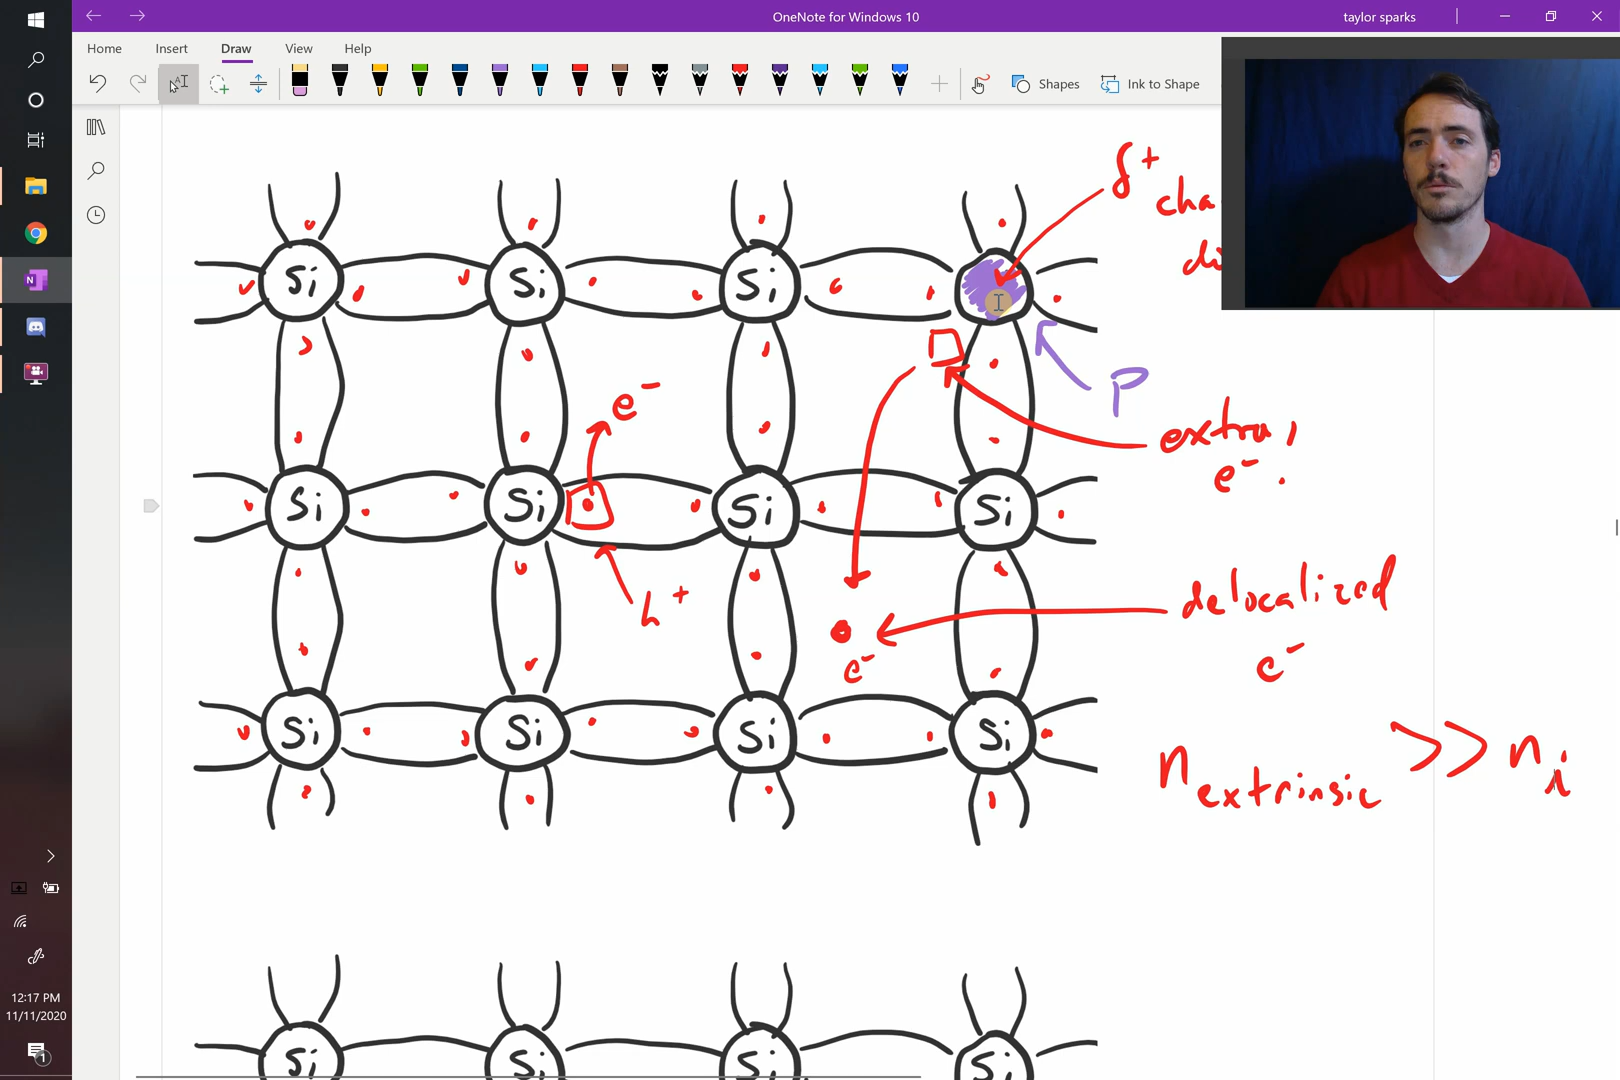 OneNote for Windows 10
taylor sparks
Home Insert Draw View Help
Shapes
Ink to Shape
δ+
Si Si Si
P
e-
extra
e-
Si Si Si Si
h+
delocalized
e-
e-
Si Si Si Si
n extrinsic >> n i
12:17 PM
11/11/2020
1
Si Si Si Si